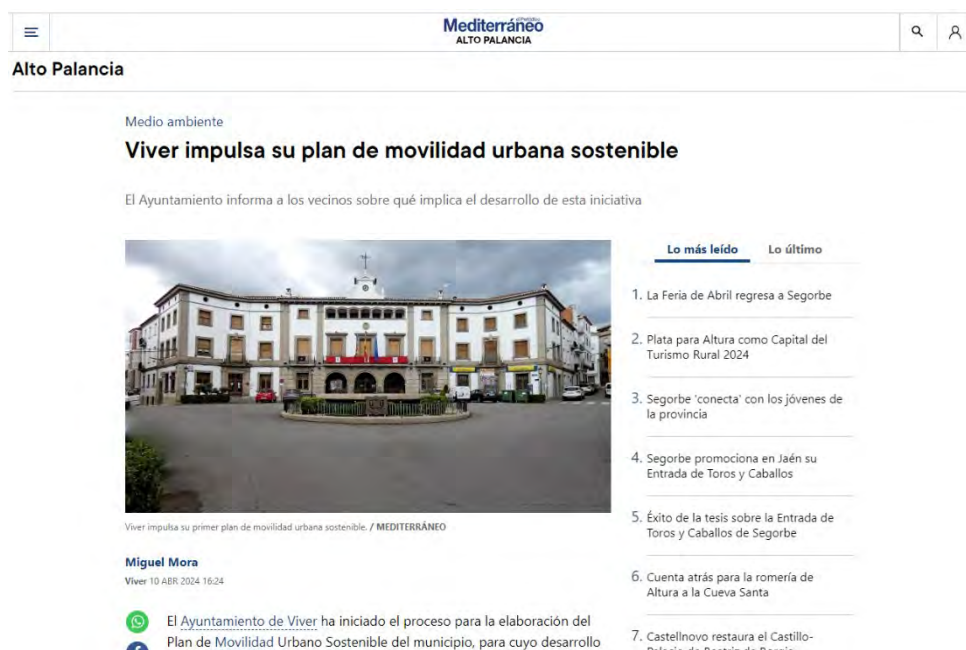 Mediterráneo
ALTO PALANCIA
Alto Palancia
Medio ambiente
Viver impulsa su plan de movilidad urbana sostenible
El Ayuntamiento informa a los vecinos sobre qué implica el desarrollo de esta iniciativa
Viver impulsa su primer plan de movilidad urbana sostenible. / MEDITERRÁNEO
Miguel Mora
Viver 10 ABR 2024 16:24
El Ayuntamiento de Viver ha iniciado el proceso para la elaboración del
Plan de Movilidad Urbano Sostenible del municipio, para cuyo desarrollo
Lo más leído Lo último
1. La Feria de Abril regresa a Segorbe
2. Plata para Altura como Capital del
Turismo Rural 2024
3. Segorbe 'conecta' con los jóvenes de
la provincia
4. Segorbe promociona en Jaén su
Entrada de Toros y Caballos
5. Éxito de la tesis sobre la Entrada de
Toros y Caballos de Segorbe
6. Cuenta atrás para la romería de
Altura a la Cueva Santa
7. Castellnovo restaura el Castillo-